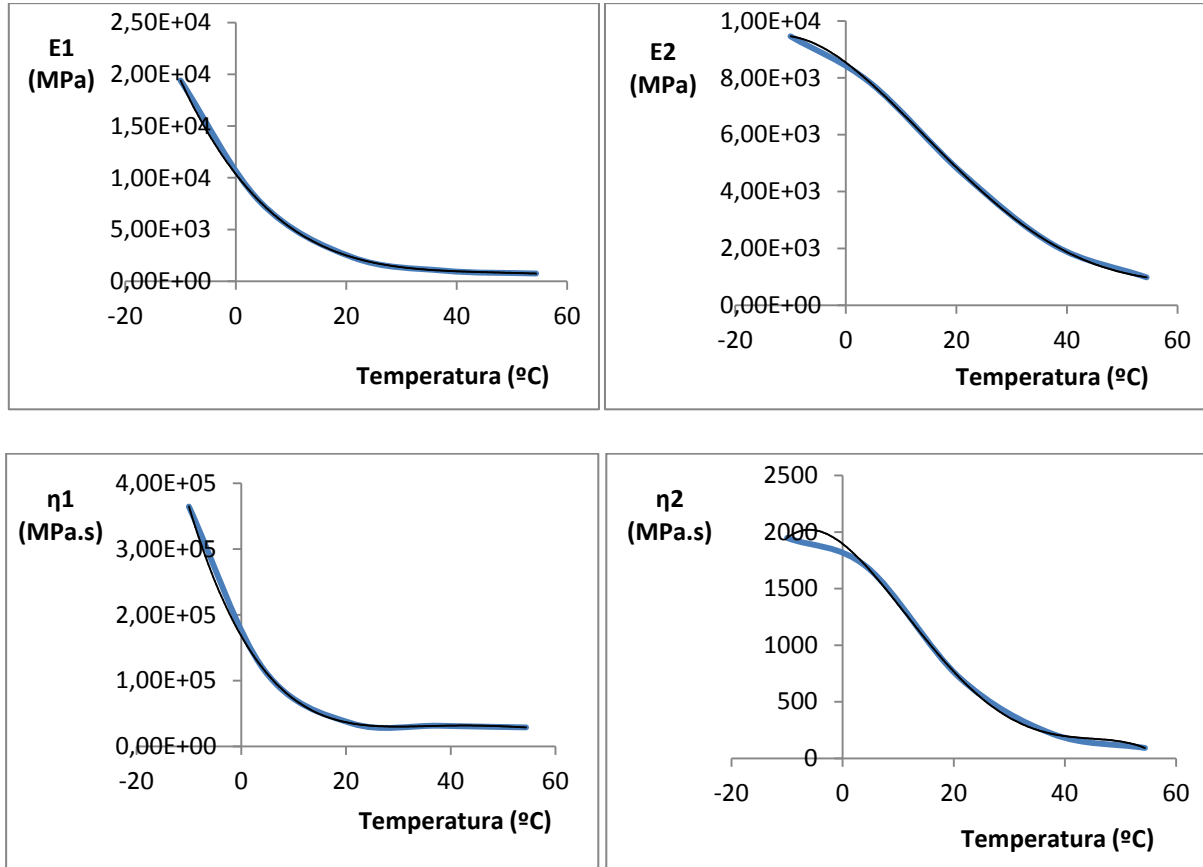 E1
(MPa)
2,50E+04
2,00E+04
1,50E+04
1,00E+04
5,00E+03
0,00E+00
-20 0 20 40 60
Temperatura (ºC)
E2
(MPa)
1,00E+04
8,00E+03
6,00E+03
4,00E+03
2,00E+03
0,00E+00
-20 0 20 40 60
Temperatura (ºC)
η1
(MPa.s)
4,00E+05
3,00E+05
2,00E+05
1,00E+05
0,00E+00
-20 0 20 40 60
Temperatura (ºC)
η2
(MPa.s)
2500
2000
1500
1000
500
0
-20 0 20 40 60
Temperatura (ºC)